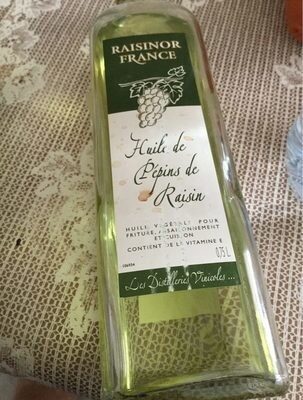 RAISINOR
FRANCE
Huile de
Pépins de
Raisin
HUILE VÉGÉTALE POUR
FRITURE, ASSAISONNEMENT
ET CUISSON
CONTIENT DE LA VITAMINE E
0,75 L
Les Distilleries Vinicoles ...